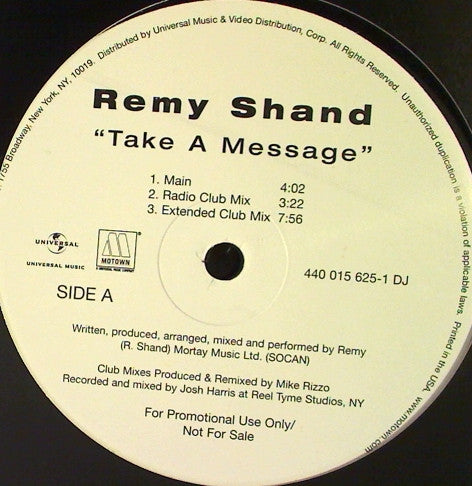 1755 Broadway, New York, NY, 10019. Distributed by Universal Music & Video Distribution, Corp. All Rights Reserved. Unauthorized duplication is a violation of applicable laws. Printed in the USA. www.motown.com
Remy Shand
“Take A Message”
1. Main 4:02
2. Radio Club Mix 3:22
3. Extended Club Mix 7:56
UNIVERSAL
UNIVERSAL MUSIC
M
MOTOWN
440 015 625-1 DJ
SIDE A
Written, produced, arranged, mixed and performed by Remy
(R. Shand) Mortay Music Ltd. (SOCAN)
Club Mixes Produced & Remixed by Mike Rizzo
Recorded and mixed by Josh Harris at Reel Tyme Studios, NY
For Promotional Use Only/
Not For Sale